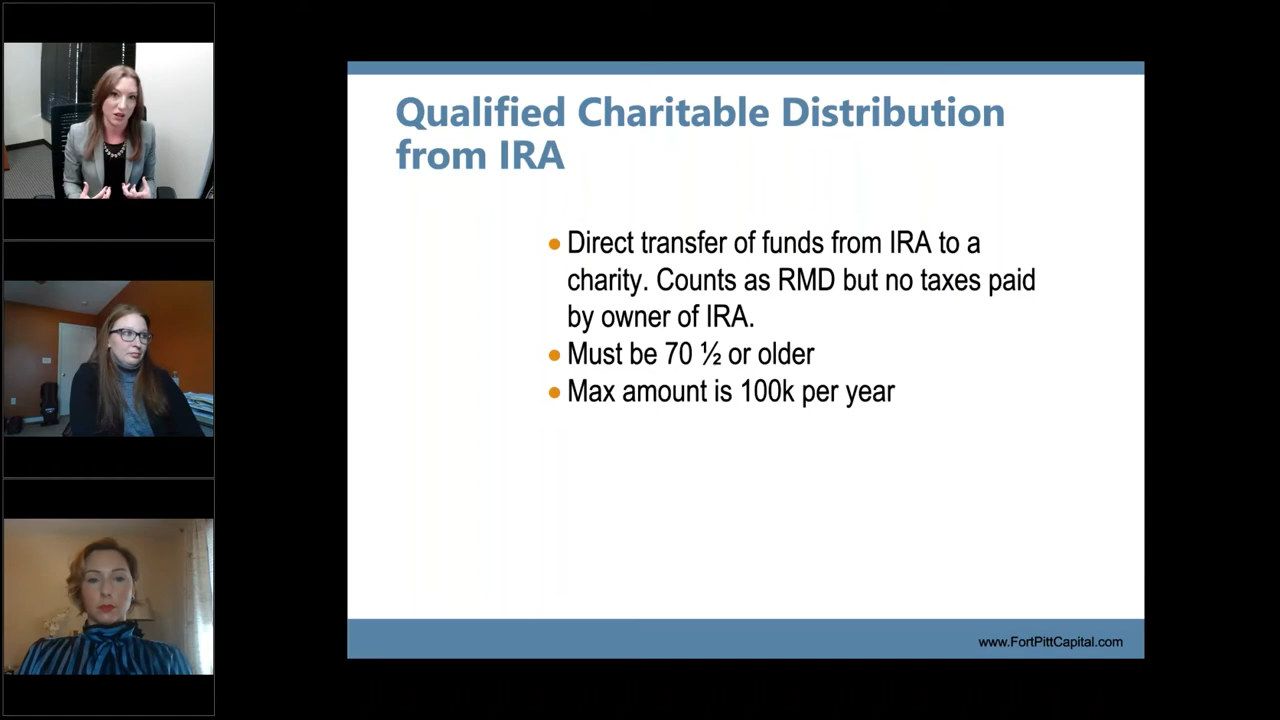 Qualified Charitable Distribution
from IRA
• Direct transfer of funds from IRA to a
charity. Counts as RMD but no taxes paid
by owner of IRA.
• Must be 70 ½ or older
• Max amount is 100k per year
www.FortPittCapital.com